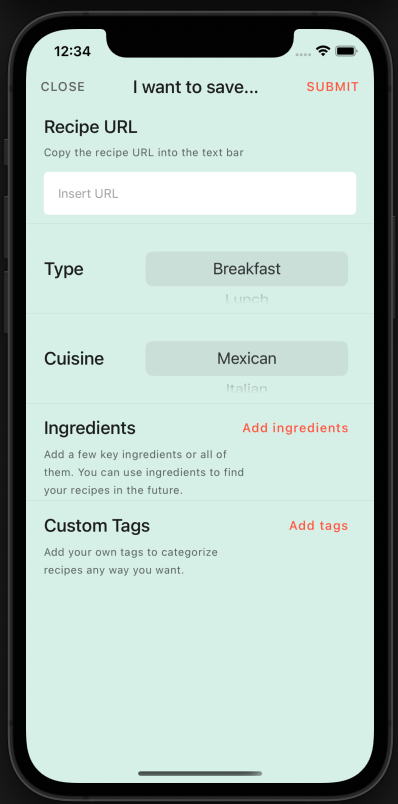 12:34
CLOSE I want to save... SUBMIT
Recipe URL
Copy the recipe URL into the text bar
Insert URL
Type Breakfast
Lunch
Cuisine Mexican
Italian
Ingredients Add ingredients
Add a few key ingredients or all of
them. You can use ingredients to find
your recipes in the future.
Custom Tags Add tags
Add your own tags to categorize
recipes any way you want.